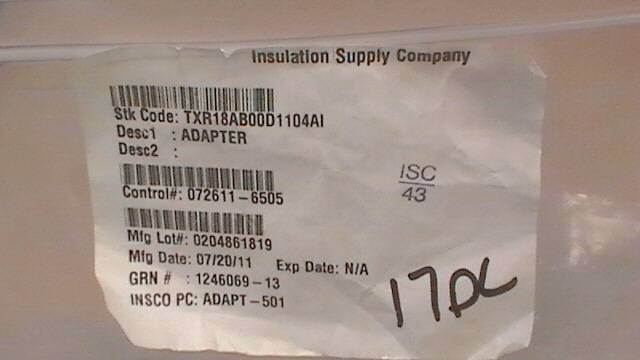 Insulation Supply Company
Stk Code: TXR18AB00D1104AI
Desc1 : ADAPTER
Desc2 :
Control#: 072611-6505
ISC
43
Mfg Lot#: 0204861819
Mfg Date: 07/20/11 Exp Date: N/A
GRN # : 1246069-13
INSCO PC: ADAPT-501
17